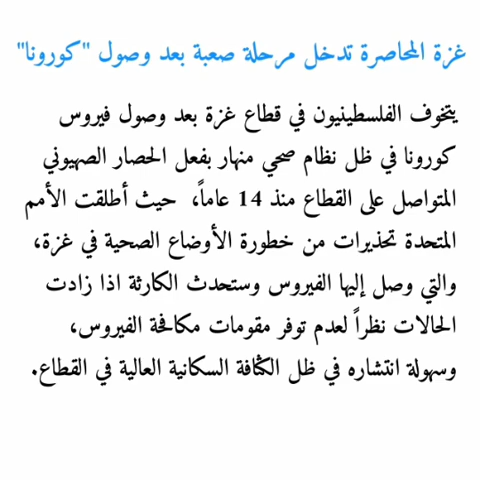 غزة المحاصرة تدخل مرحلة صعبة بعد وصول "كورونا"
يتخوف الفلسطينيون في قطاع غزة بعد وصول فيروس
كورونا في ظل نظام صحي منهار بفعل الحصار الصهيوني
المتواصل على القطاع منذ 14 عاماً، حيث أطلقت الأمم
المتحدة تحذيرات من خطورة الأوضاع الصحية في غزة،
والتي وصل إليها الفيروس وستحدث الكارثة اذا زادت
الحالات نظراً لعدم توفر مقومات مكافحة الفيروس،
وسهولة انتشاره في ظل الكثافة السكانية العالية في القطاع.